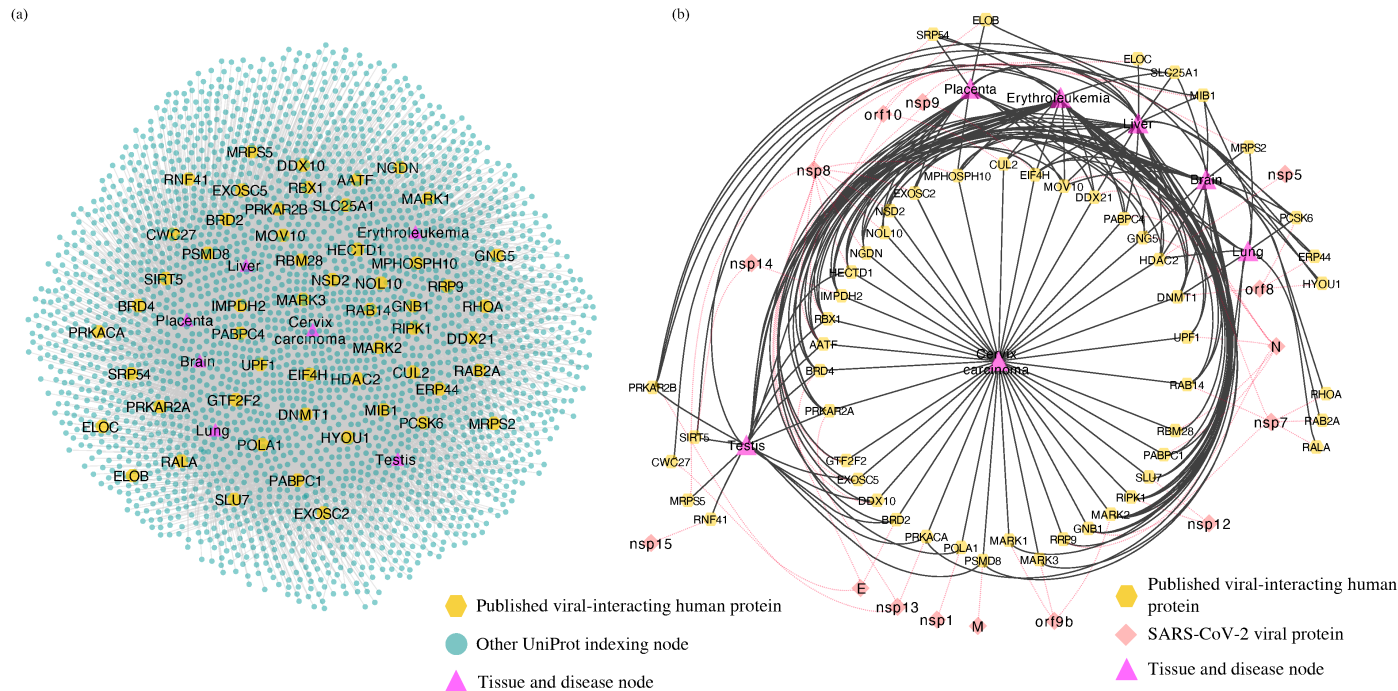 (a)
MRPS5
DDX10
NGDN
RNF41
EXOSC5
RBX1
AATF
MARK1
PRKAR2B
SLC25A1
BRD2
CWC27
MOV10
Erythroleukemia
PSMD8
HECTD1
GNG5
Liver
RBM28
MPHOSPH10
SIRT5
NSD2
NOL10
RRP9
MARK3
BRD4
IMPDH2
RAB14
GNB1
RHOA
Placenta
Cervix
carcinoma
PRKACA
PABPC4
RIPK1
DDX21
MARK2
Brain
UPF1
SRP54
EIF4H
HDAC2
CUL2
RAB2A
ERP44
PRKAR2A
GTF2F2
DNMT1
MIB1
PCSK6
MRPS2
ELOC
Lung
HYOU1
POLA1
RALA
Testis
ELOB
PABPC1
SLU7
EXOSC2
Published viral-interacting human protein
Other UniProt indexing node
Tissue and disease node
(b)
ELOB
SRP54
ELOC
SLC25A1
Placenta
Erythroleukemia
MIB1
nsp9
orf10
Liver
MRPS2
nsp8
CUL2
MPHOSPH10
EIF4H
MOV10
DDX21
Brain
nsp5
EXOSC2
NSD2
PABPC4
PCSK6
NOL10
GNG5
NGDN
HDAC2
Lung
ERP44
nsp14
HECTD1
orf8
HYOU1
IMPDH2
DNMT1
RBX1
UPF1
N
AATF
Cervix
carcinoma
BRD4
RAB14
PRKAR2B
RHOA
PRKAR2A
RAB2A
nsp7
SIRT5
Testis
RBM28
RALA
CWC27
GTF2F2
PABPC1
EXOSC5
SLU7
MRPS5
DDX10
RIPK1
RNF41
BRD2
MARK2
nsp12
GNB1
nsp15
PRKACA
POLA1
MARK1
RRP9
PSMD8
MARK3
E
nsp13
nsp1
M
orf9b
Published viral-interacting human
protein
SARS-CoV-2 viral protein
Tissue and disease node